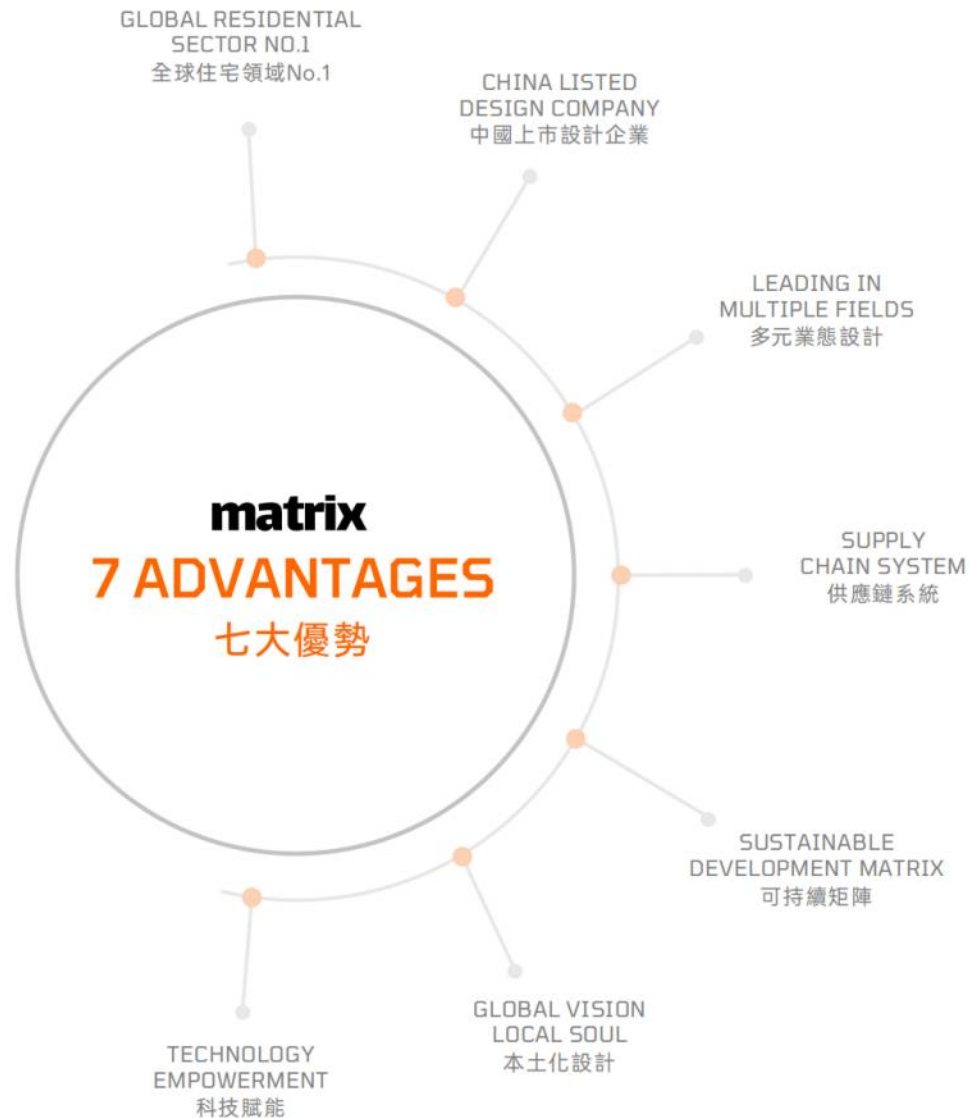 GLOBAL RESIDENTIAL
SECTOR NO.1
全球住宅領域No.1
CHINA LISTED
DESIGN COMPANY
中國上市設計企業
LEADING IN
MULTIPLE FIELDS
多元業態設計
matrix
7 ADVANTAGES
七大優勢
SUPPLY
CHAIN SYSTEM
供應鏈系統
SUSTAINABLE
DEVELOPMENT MATRIX
可持續矩陣
GLOBAL VISION
LOCAL SOUL
本土化設計
TECHNOLOGY
EMPOWERMENT
科技賦能